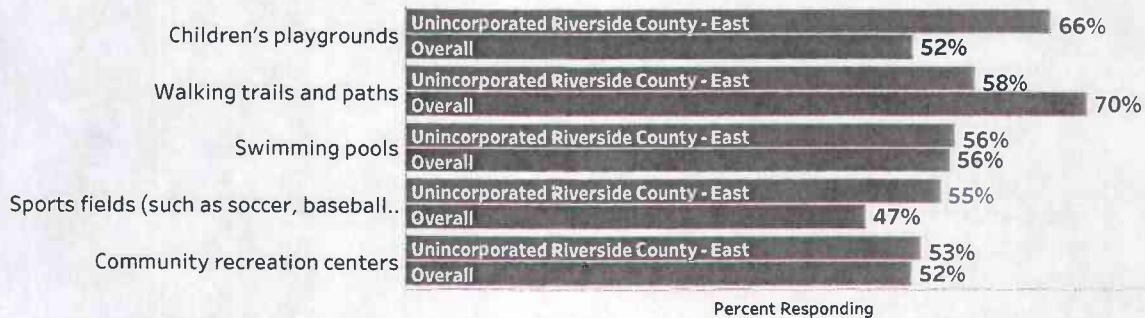 Children's playgrounds
Unincorporated Riverside County - East 66%
Overall 52%
Walking trails and paths
Unincorporated Riverside County - East 58%
Overall 70%
Swimming pools
Unincorporated Riverside County - East 56%
Overall 56%
Sports fields (such as soccer, baseball..
Unincorporated Riverside County - East 55%
Overall 47%
Community recreation centers
Unincorporated Riverside County - East 53%
Overall 52%
Percent Responding